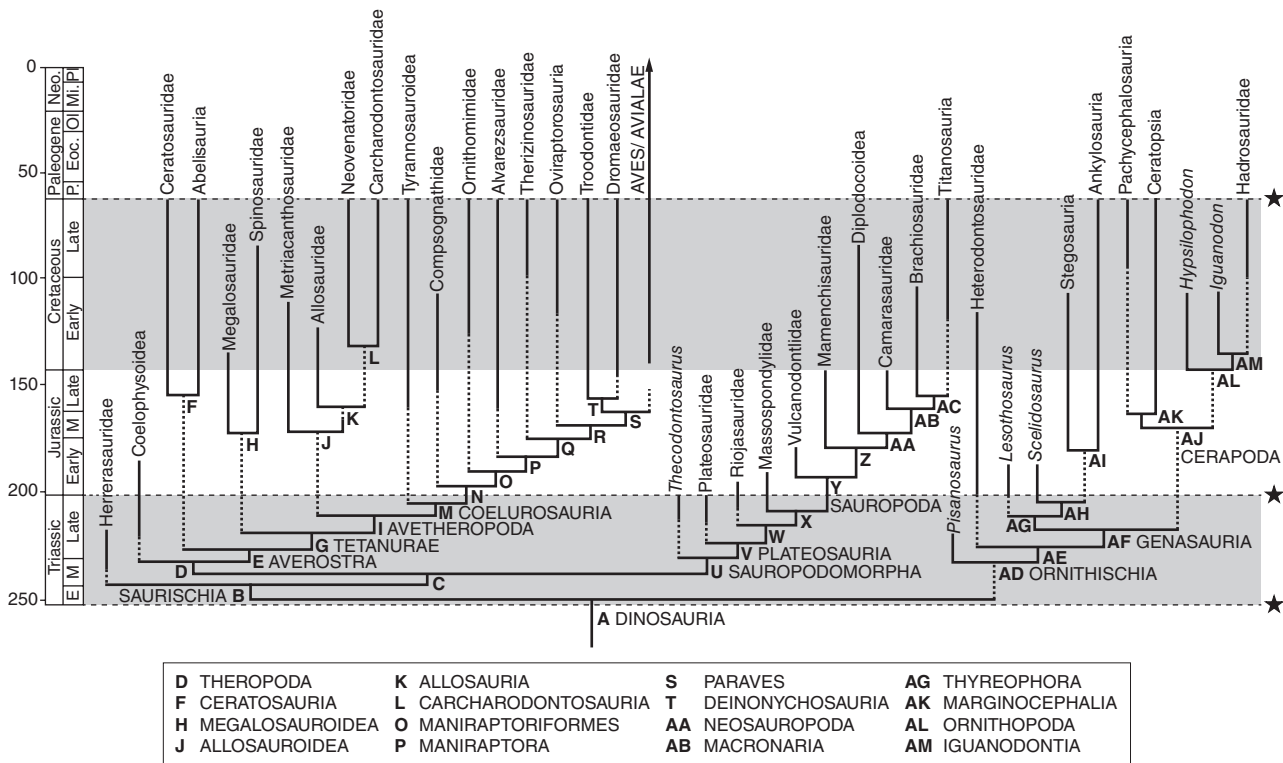 0
50
100
150
200
250
Neo.
Pl
Mi.
Paleogene
Ol
Eoc.
P.
Cretaceous
Late
Early
Jurassic
Late
M
Early
Triassic
Late
M
E
Herrerasauridae
Coelophysoidea
Ceratosauridae
Abelisauria
Megalosauridae
Spinosauridae
Metriacanthosauridae
Allosauridae
Neovenatoridae
Carcharodontosauridae
Tyrannosauroidea
Compsognathidae
Ornithomimidae
Alvarezsauridae
Therizinosauridae
Oviraptorosauria
Troodontidae
Dromaeosauridae
AVES/ AVIALAE
Thecodontosaurus
Plateosauridae
Riojasauridae
Massospondylidae
Vulcanodontidae
Mamenchisauridae
Diplodocoidea
Camarasauridae
Brachiosauridae
Titanosauria
Pisanosaurus
Heterodontosauridae
Lesothosaurus
Scelidosaurus
Stegosauria
Ankylosauria
Pachycephalosauria
Ceratopsia
Hypsilophodon
Iguanodon
Hadrosauridae
L
AM
AL
F
T
AC
K
S
AB
AK
H
J
R
AA
AJ
Q
Z
AI
CERAPODA
P
O
N
Y
SAUROPODA
M COELUROSAURIA
X
AH
AG
I AVETHEROPODA
W
G TETANURAE
V PLATEOSAURIA
AF GENASAURIA
E AVEROSTRA
AE
D
U SAUROPODOMORPHA
AD ORNITHISCHIA
C
SAURISCHIA B
A DINOSAURIA
D THEROPODA
F CERATOSAURIA
H MEGALOSAUROIDEA
J ALLOSAUROIDEA
K ALLOSAURIA
L CARCHARODONTOSAURIA
O MANIRAPTORIFORMES
P MANIRAPTORA
S PARAVES
T DEINONYCHOSAURIA
AA NEOSAUROPODA
AB MACRONARIA
AG THYREOPHORA
AK MARGINOCEPHALIA
AL ORNITHOPODA
AM IGUANODONTIA